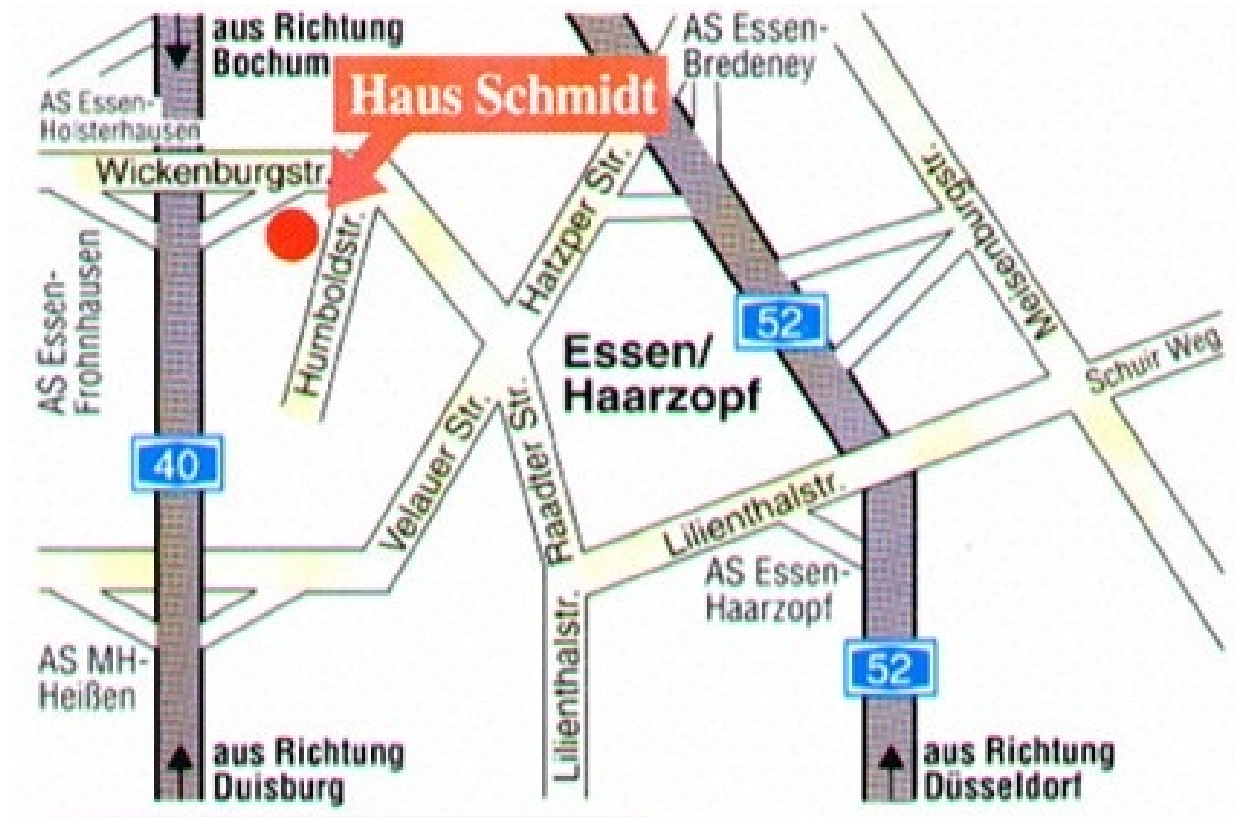 aus Richtung
Bochum
AS Essen-
Bredeney
Haus Schmidt
AS Essen-
Holsterhausen
Wickenburgstr.
Hatzper Str.
Meisenburgstr.
Humboldstr.
AS Essen-
Frohnhausen
52
Essen/
Haarzopf
Schuir Weg
40
Velauer Str.
Raadter Str.
Lilienthalstr.
AS Essen-
Haarzopf
Lilienthalstr.
AS MH-
Heißen
52
aus Richtung
Duisburg
aus Richtung
Düsseldorf